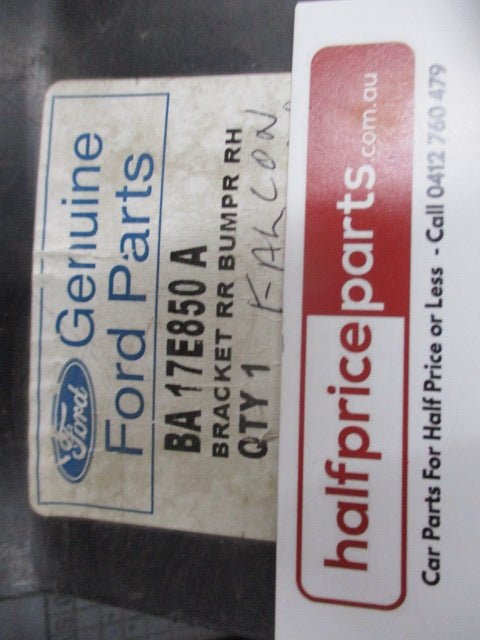 Ford
Genuine
Ford Parts
BA 17E850 A
BRACKET RR BUMPR RH
QTY 1
halfpriceparts.com.au
Car Parts For Half Price or Less - Call 0412 760 479